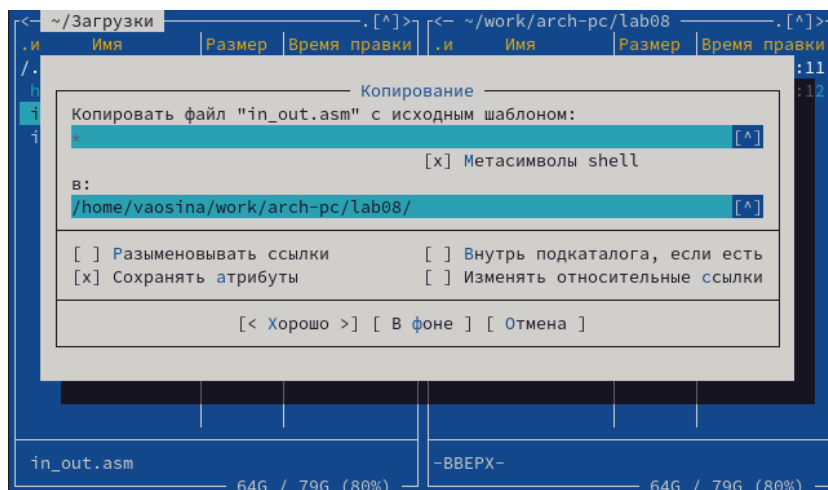 <— ~/Загрузки .[^]> <— ~/work/arch-pc/lab08 .[^]>
.и Имя Размер Время правки .и Имя Размер Время правки
/. :11
h :12
Копирование
i Копировать файл "in_out.asm" с исходным шаблоном:
i * [^]
[x] Метасимволы shell
в:
/home/vaosina/work/arch-pc/lab08/ [^]
[ ] Разыменовывать ссылки [ ] Внутрь подкаталога, если есть
[x] Сохранять атрибуты [ ] Изменять относительные ссылки
[< Хорошо >] [ В фоне ] [ Отмена ]
in_out.asm -ВВЕРХ-
64G / 79G (80%) 64G / 79G (80%)